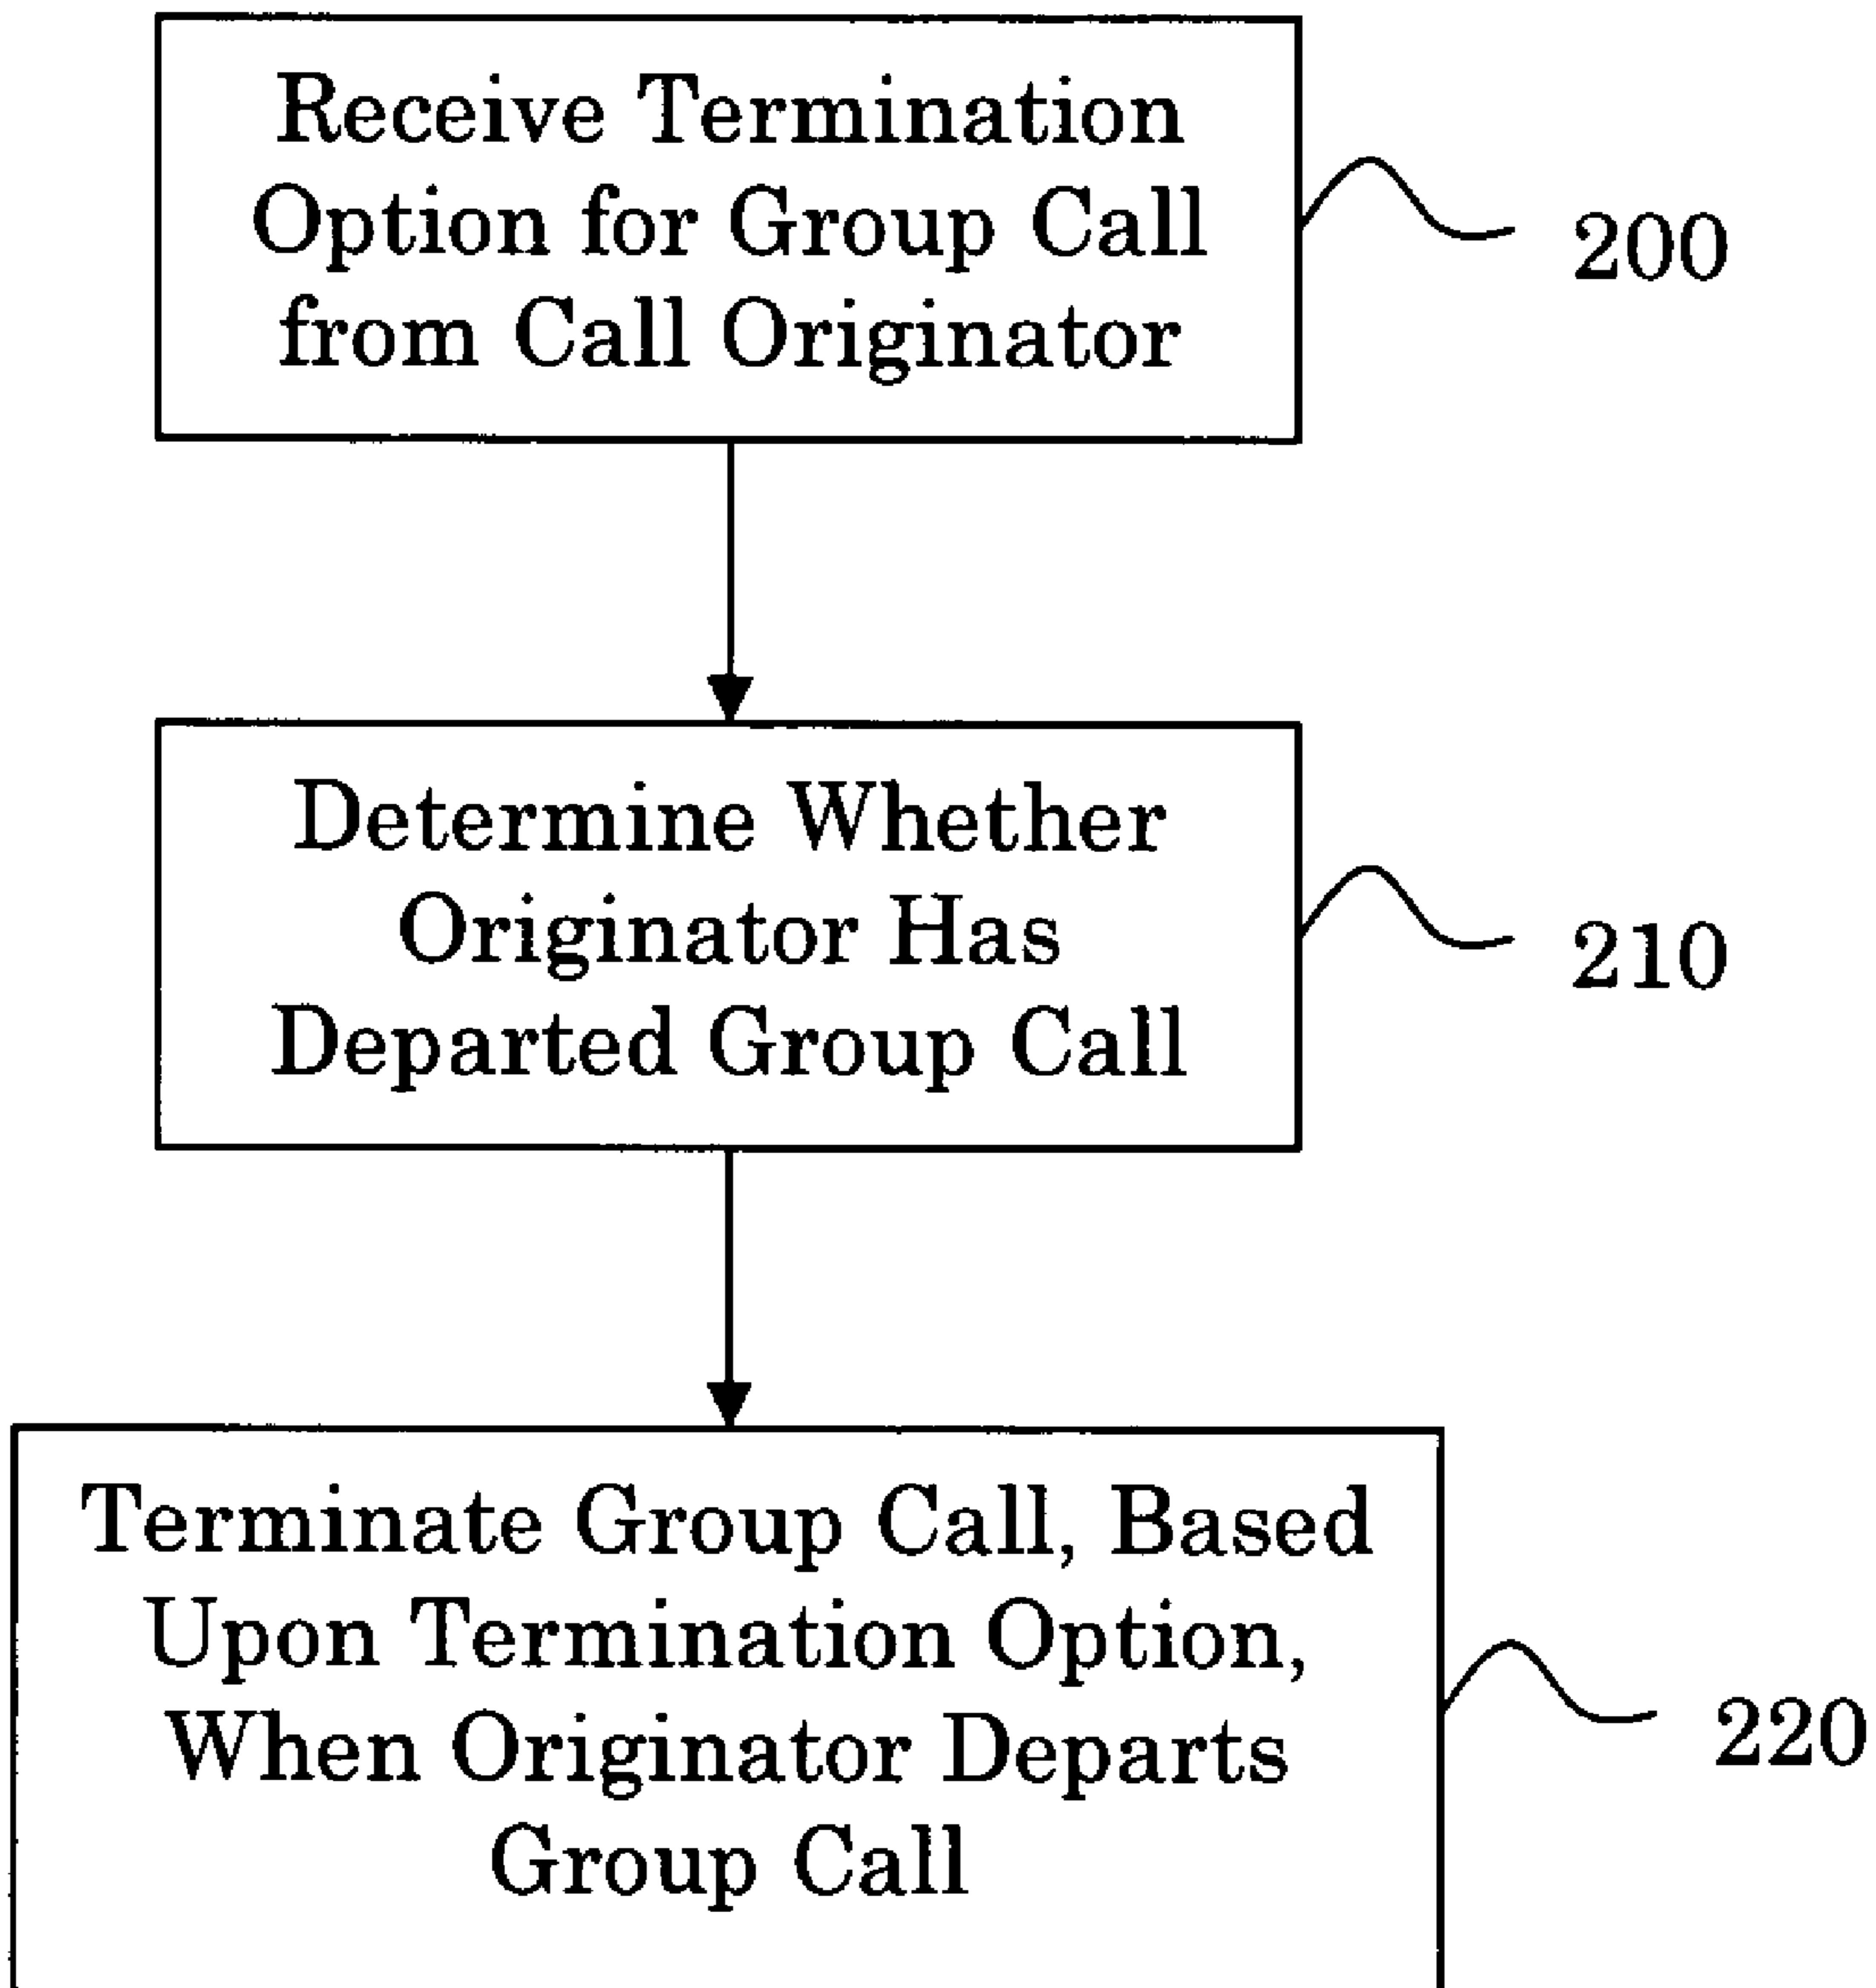 Receive Termination
Option for Group Call
from Call Originator
200
Determine Whether
Originator Has
Departed Group Call
210
Terminate Group Call, Based
Upon Termination Option,
When Originator Departs
Group Call
220